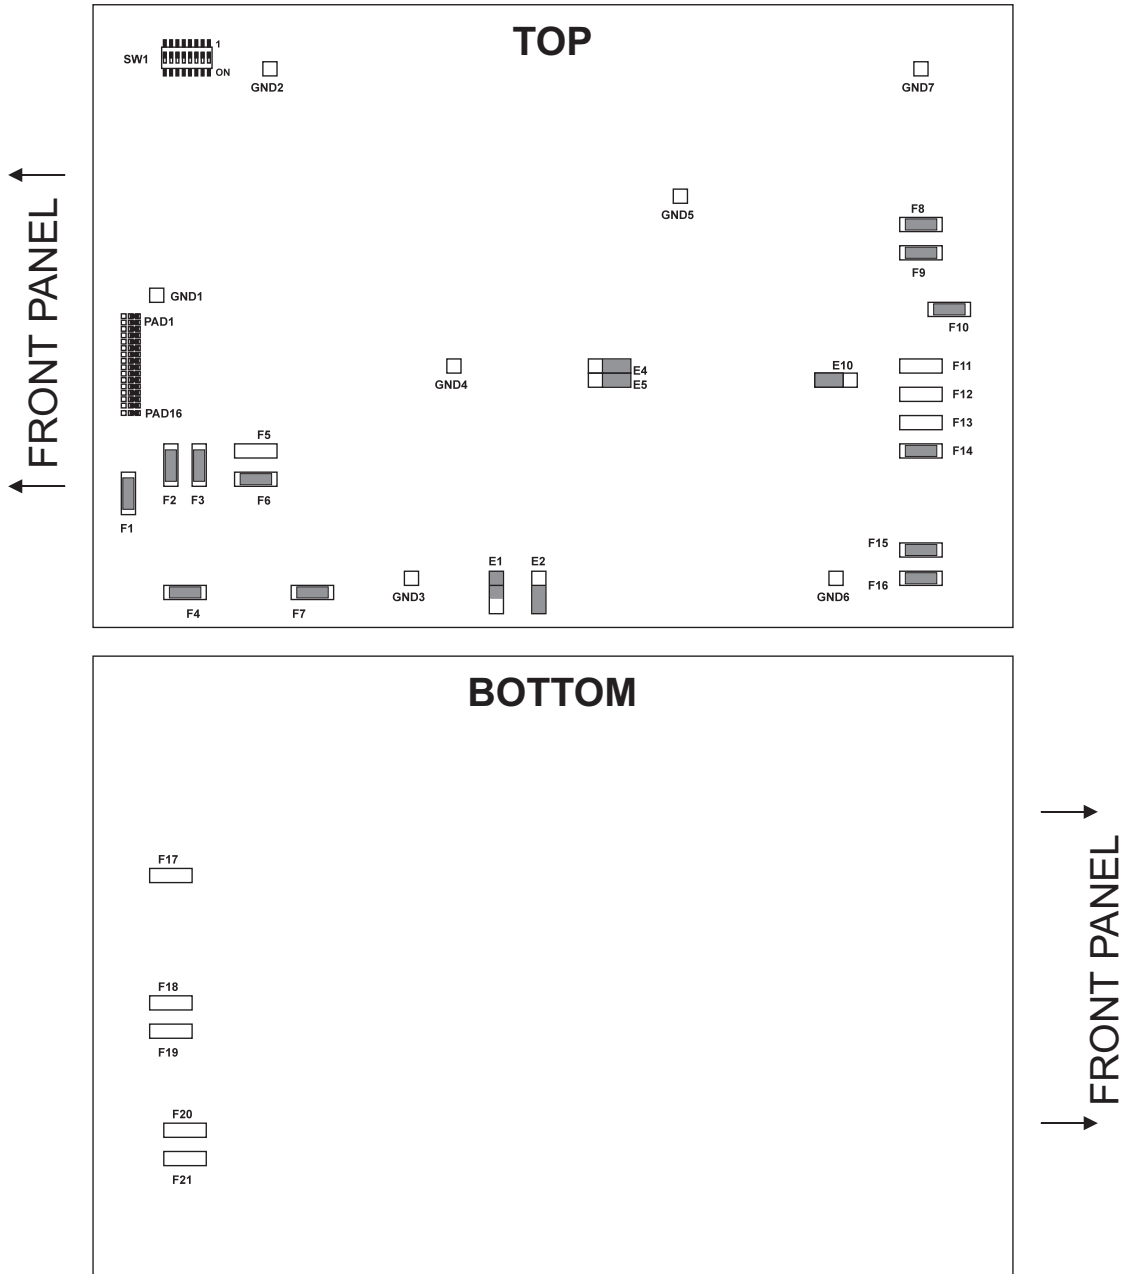 TOP
1
SW1
ON
GND2
GND7
FRONT PANEL
GND5
F8
F9
GND1
PAD1
F10
GND4
E4
E5
E10
F11
F12
PAD16
F13
F5
F14
F2
F3
F6
F1
F15
E1
E2
F16
GND3
GND6
F4
F7
BOTTOM
F17
FRONT PANEL
F18
F19
F20
F21